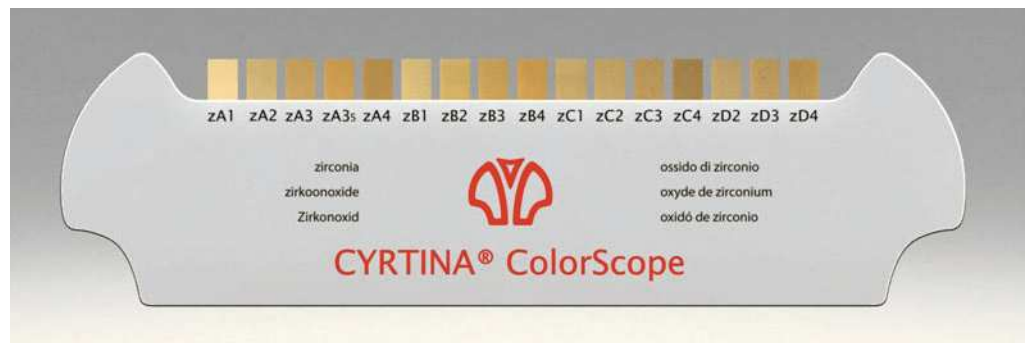 zA1 zA2 zA3 zA3s zA4 zB1 zB2 zB3 zB4 zC1 zC2 zC3 zC4 zD2 zD3 zD4
zirconia
zirkoonoxide
Zirkonoxid
ossido di zirconio
oxyde de zirconium
oxidó de zirconio
CYRTINA® ColorScope